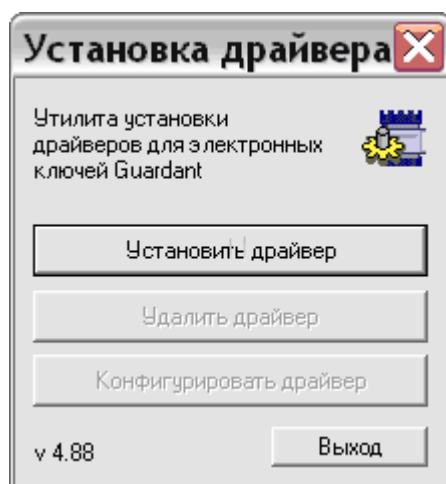 Установка драйвера
Утилита установки
драйверов для электронных
ключей Guardant
Установить драйвер
Удалить драйвер
Конфигурировать драйвер
v 4.88
Выход